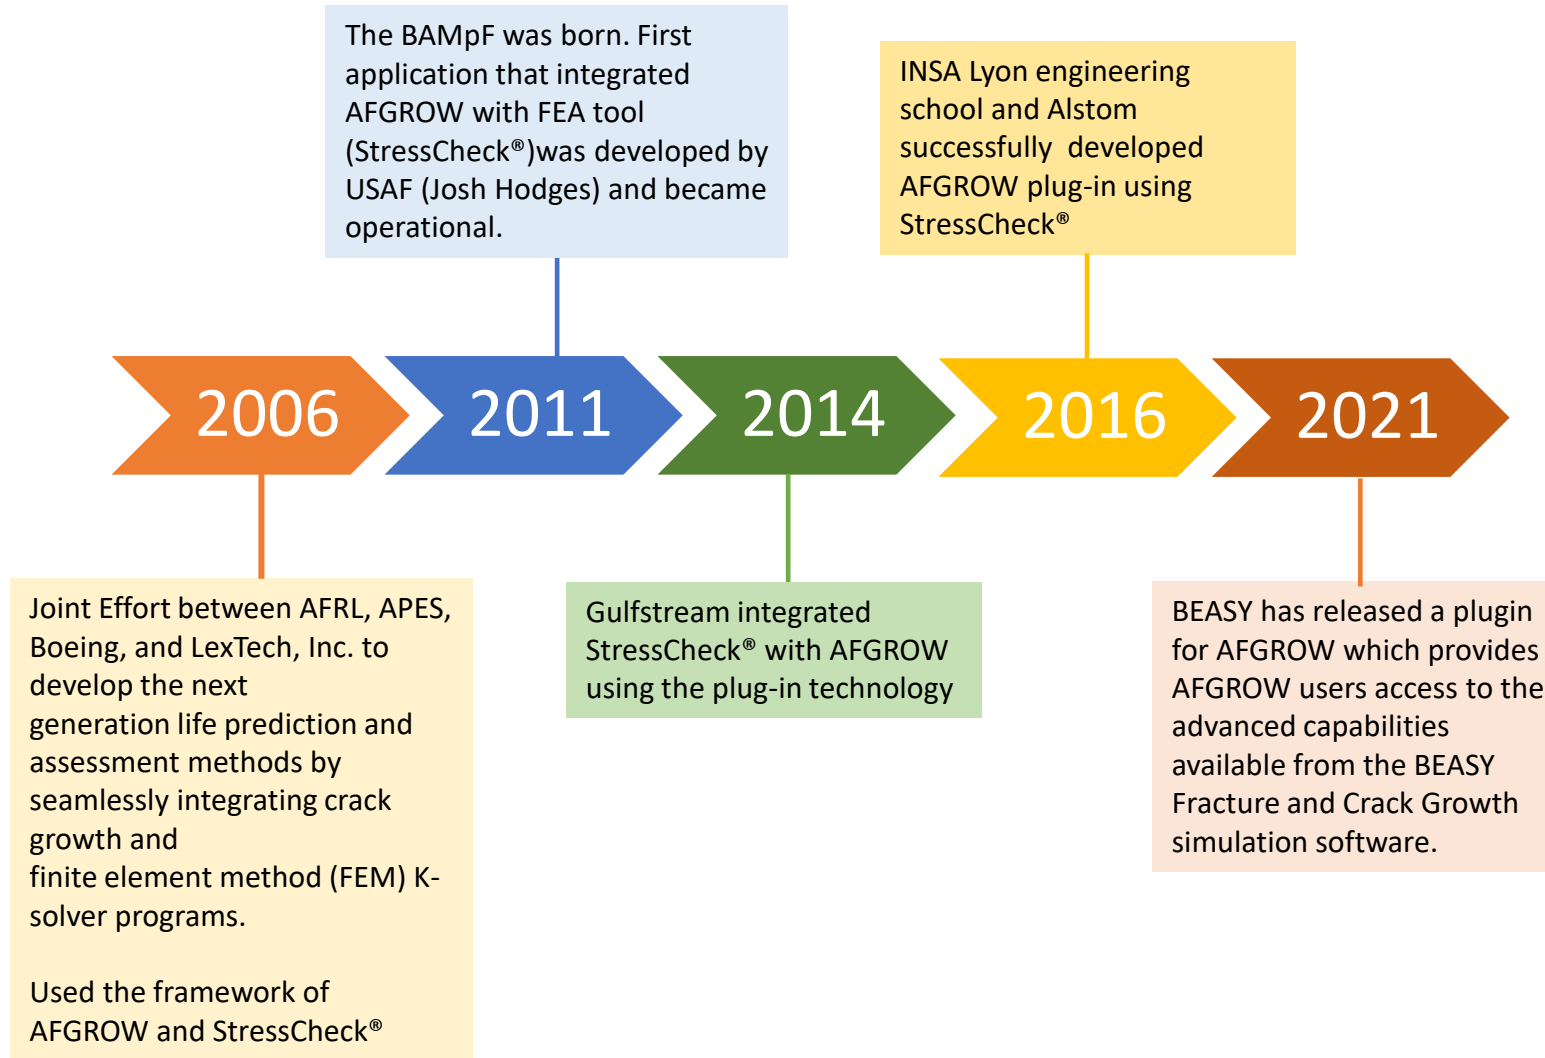 The BAMpF was born. First
application that integrated
AFGROW with FEA tool
(StressCheck®)was developed by
USAF (Josh Hodges) and became
operational.
INSA Lyon engineering
school and Alstom
successfully  developed
AFGROW plug-in using
StressCheck®
2006
2011
2014
2016
2021
Joint Effort between AFRL, APES,
Boeing, and LexTech, Inc. to
develop the next
generation life prediction and
assessment methods by
seamlessly integrating crack
growth and
finite element method (FEM) K-
solver programs.
Used the framework of
AFGROW and StressCheck®
Gulfstream integrated
StressCheck® with AFGROW
using the plug-in technology
BEASY has released a plugin
for AFGROW which provides
AFGROW users access to the
advanced capabilities
available from the BEASY
Fracture and Crack Growth
simulation software.